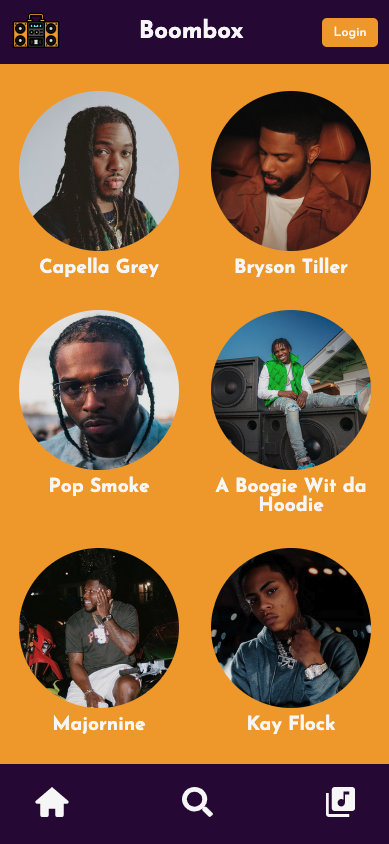 Boombox
Login
Capella Grey
Bryson Tiller
Pop Smoke
A Boogie Wit da
Hoodie
Majornine
Kay Flock